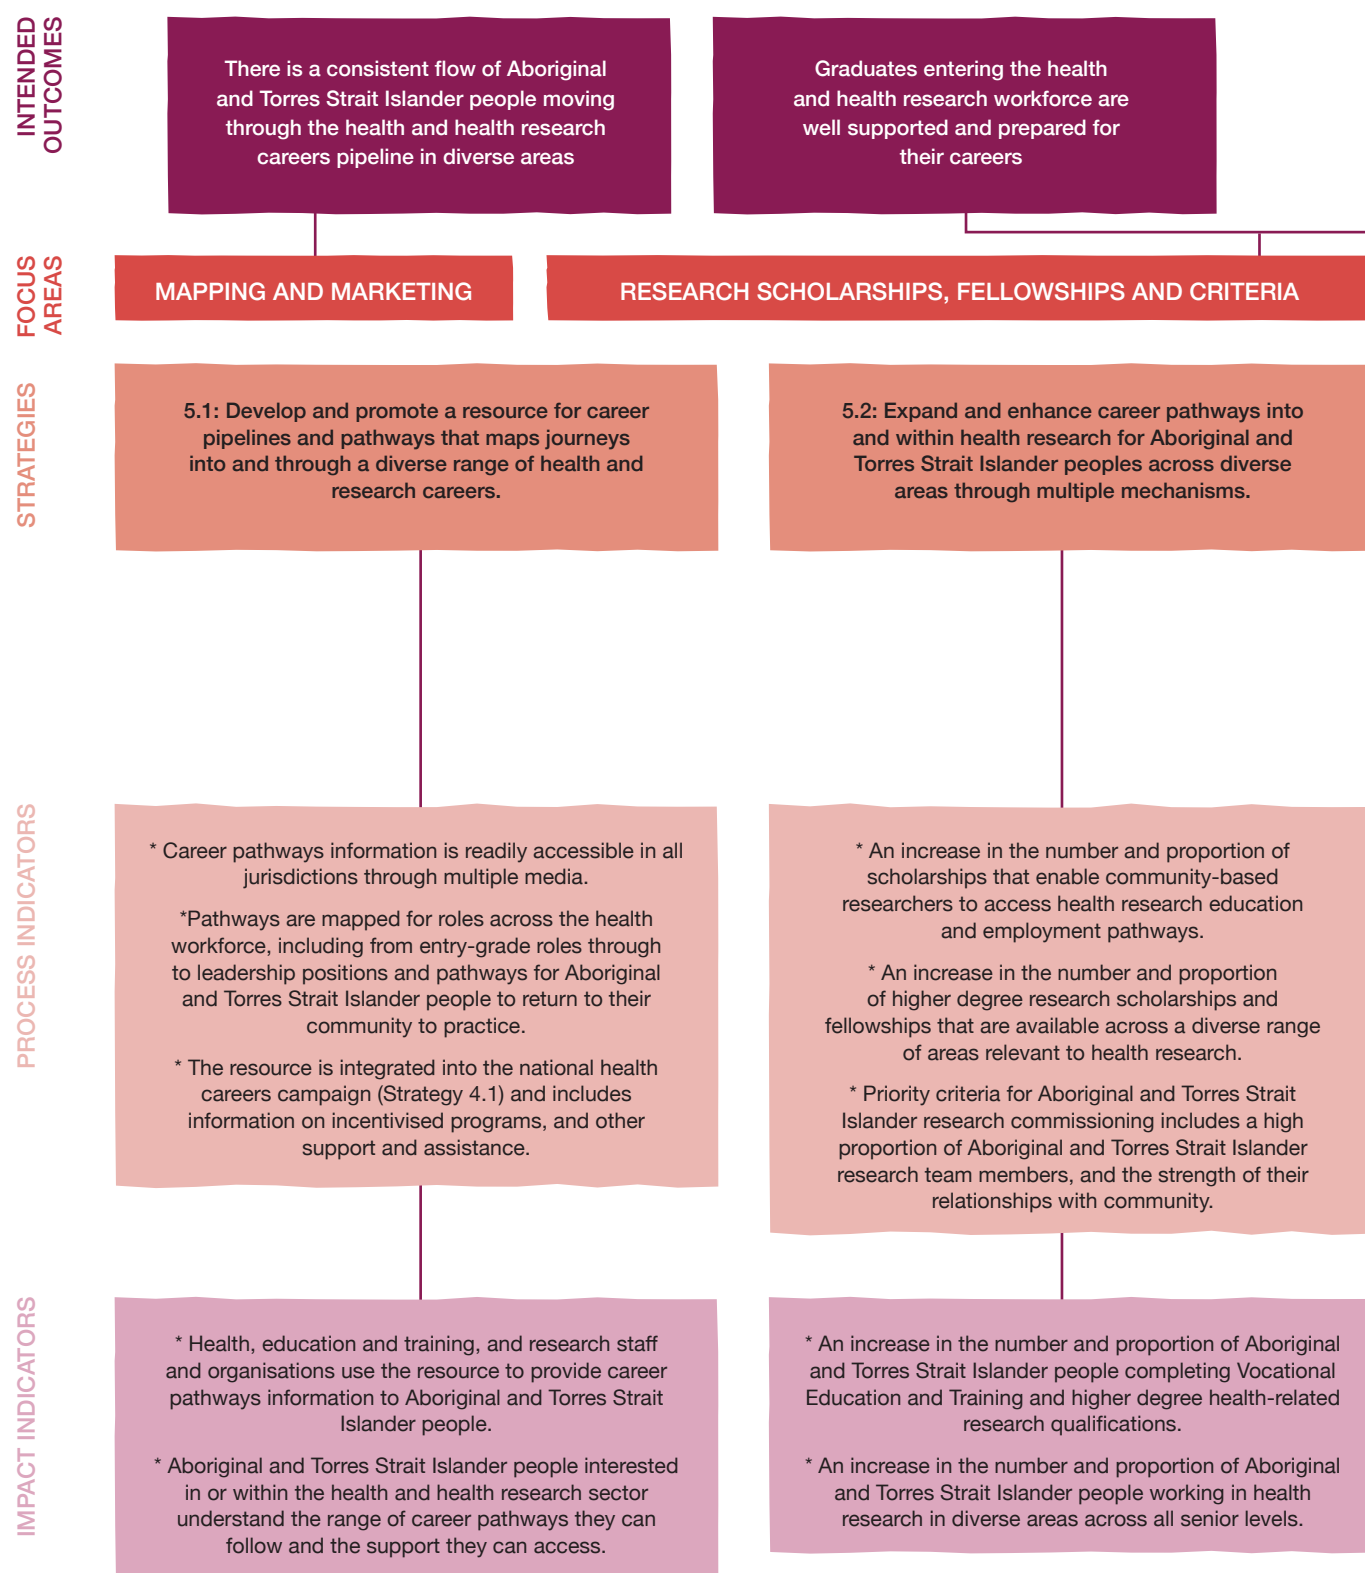 INTENDED
OUTCOMES
There is a consistent flow of Aboriginal
and Torres Strait Islander people moving
through the health and health research
careers pipeline in diverse areas
Graduates entering the health
and health research workforce are
well supported and prepared for
their careers
FOCUS
AREAS
MAPPING AND MARKETING
RESEARCH SCHOLARSHIPS, FELLOWSHIPS AND CRITERIA
STRATEGIES
5.1: Develop and promote a resource for career
pipelines and pathways that maps journeys
into and through a diverse range of health and
research careers.
5.2: Expand and enhance career pathways into
and within health research for Aboriginal and
Torres Strait Islander peoples across diverse
areas through multiple mechanisms.
PROCESS INDICATORS
* Career pathways information is readily accessible in all
jurisdictions through multiple media.
*Pathways are mapped for roles across the health
workforce, including from entry-grade roles through
to leadership positions and pathways for Aboriginal
and Torres Strait Islander people to return to their
community to practice.
* The resource is integrated into the national health
careers campaign (Strategy 4.1) and includes
information on incentivised programs, and other
support and assistance.
* An increase in the number and proportion of
scholarships that enable community-based
researchers to access health research education
and employment pathways.
* An increase in the number and proportion
of higher degree research scholarships and
fellowships that are available across a diverse range
of areas relevant to health research.
* Priority criteria for Aboriginal and Torres Strait
Islander research commissioning includes a high
proportion of Aboriginal and Torres Strait Islander
research team members, and the strength of their
relationships with community.
IMPACT INDICATORS
* Health, education and training, and research staff
and organisations use the resource to provide career
pathways information to Aboriginal and Torres Strait
Islander people.
* Aboriginal and Torres Strait Islander people interested
in or within the health and health research sector
understand the range of career pathways they can
follow and the support they can access.
* An increase in the number and proportion of Aboriginal
and Torres Strait Islander people completing Vocational
Education and Training and higher degree health-related
research qualifications.
* An increase in the number and proportion of Aboriginal
and Torres Strait Islander people working in health
research in diverse areas across all senior levels.